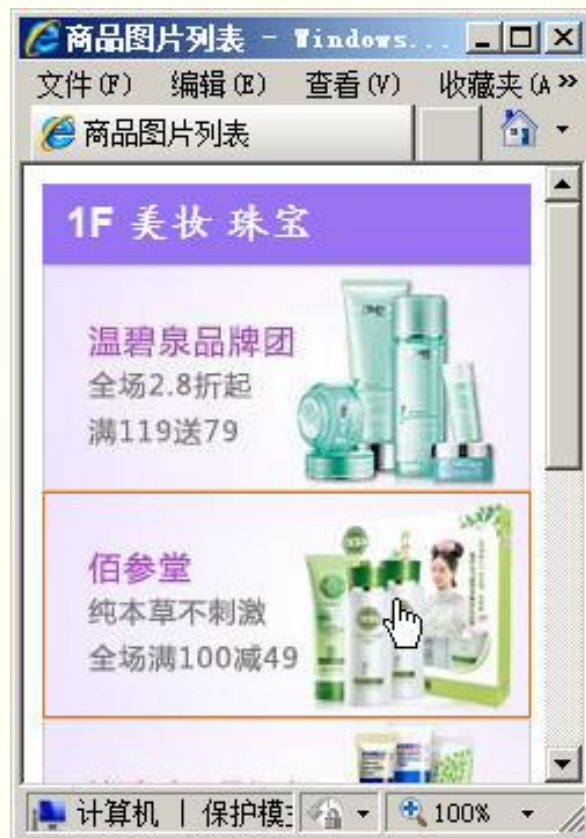 商品图片列表 - Windows...
文件(F) 编辑(E) 查看(V) 收藏夹(A »
商品图片列表
1F 美妆 珠宝
温碧泉品牌团
全场2.8折起
满119送79
佰参堂
纯本草不刺激
全场满100减49
计算机 | 保护模: 100%